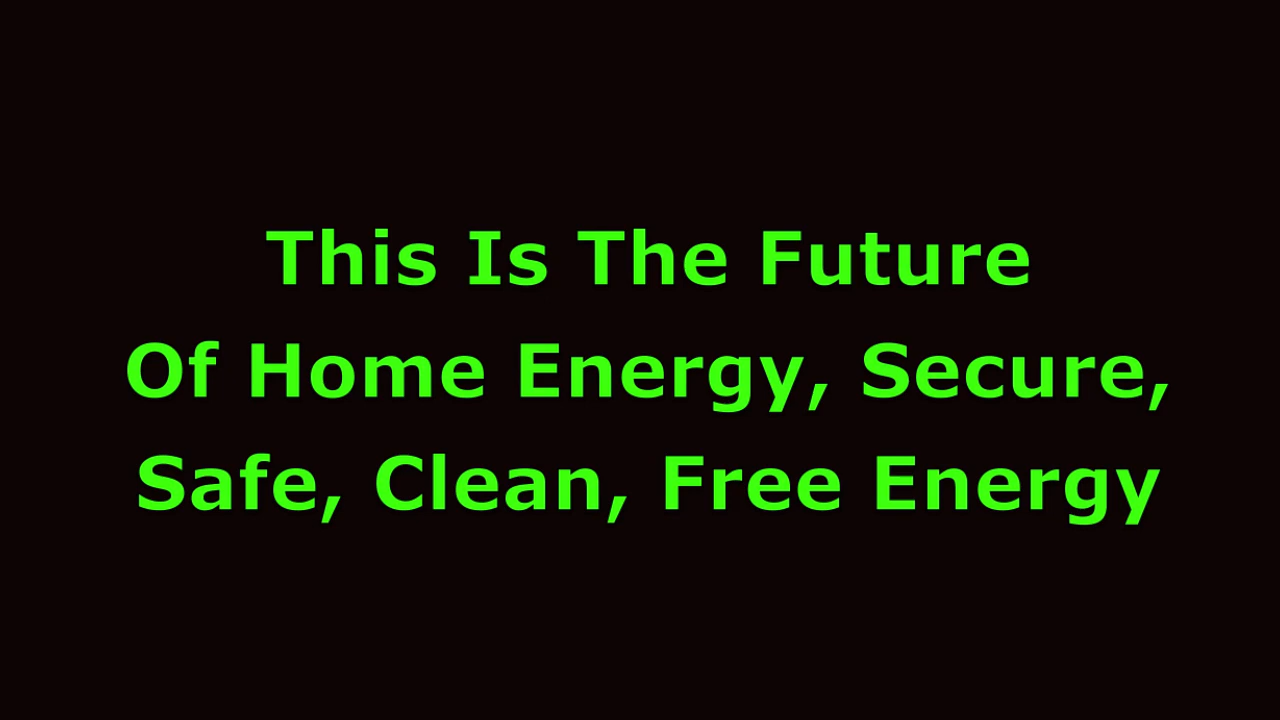 This Is The Future
Of Home Energy, Secure,
Safe, Clean, Free Energy